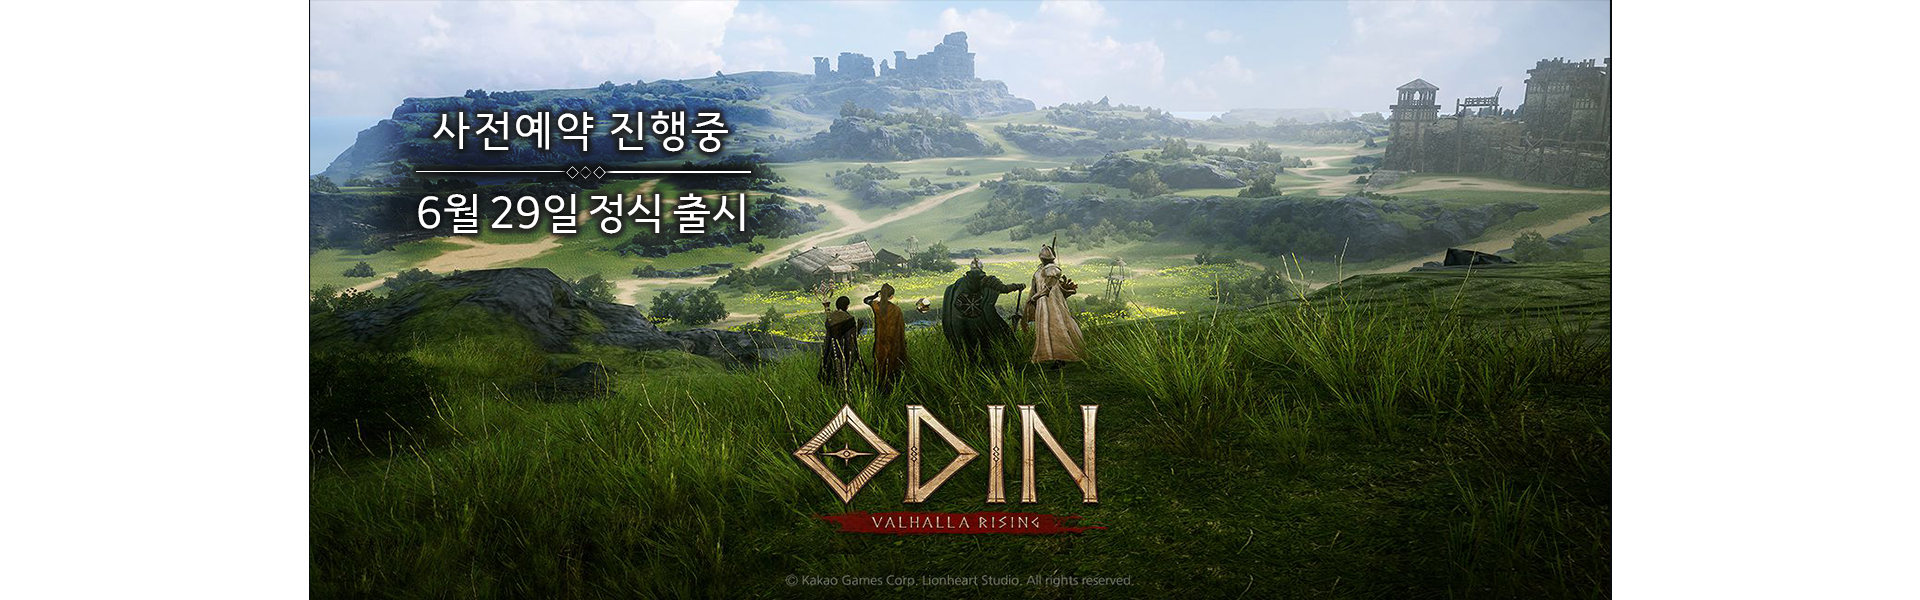 사전예약 진행중
6월 29일 정식 출시
ODIN
VALHALLA RISING
© Kakao Games Corp. Lionheart Studio. All rights reserved.